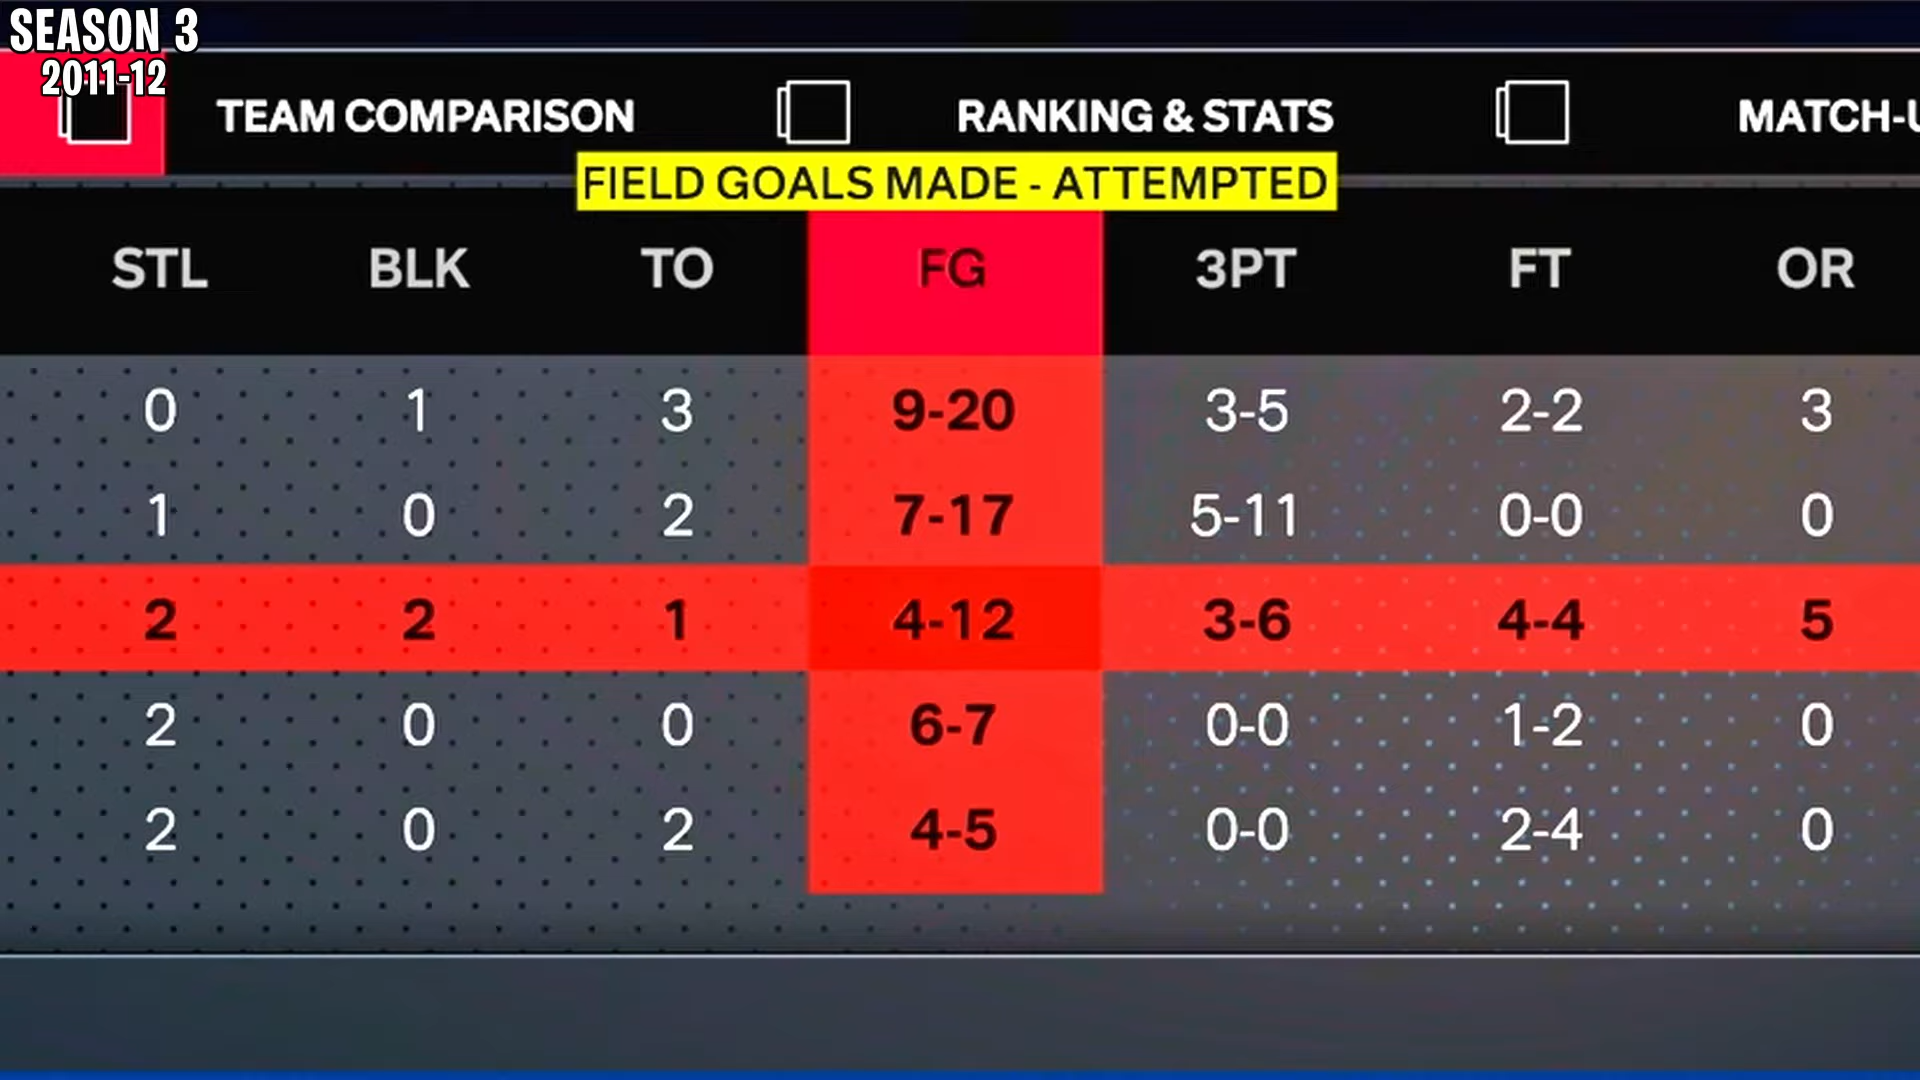 SEASON 3
2011-12
TEAM COMPARISON RANKING & STATS MATCH-U
FIELD GOALS MADE - ATTEMPTED
STL BLK TO FG 3PT FT OR
0 1 3 9-20 3-5 2-2 3
1 0 2 7-17 5-11 0-0 0
2 2 1 4-12 3-6 4-4 5
2 0 0 6-7 0-0 1-2 0
2 0 2 4-5 0-0 2-4 0